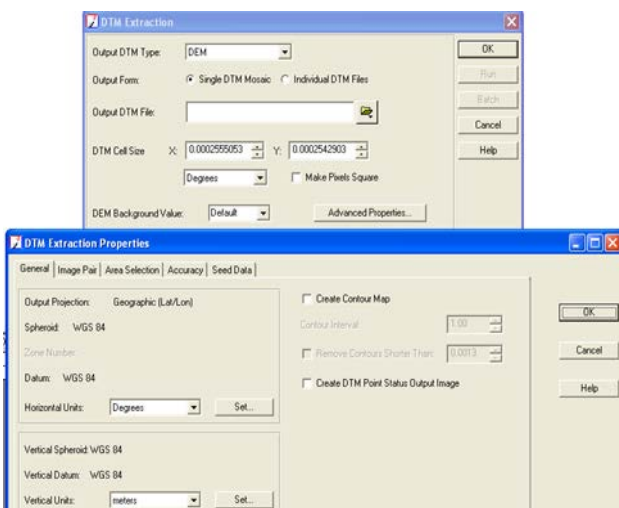 DTM Extraction
Output DTM Type: DEM
OK
Output Form: Single DTM Mosaic Individual DTM Files
Run
Batch
Output DTM File:
Cancel
DTM Cell Size X: 0.0002555053 Y: 0.0002542903
Help
Degrees Make Pixels Square
DEM Background Value: Default Advanced Properties...
DTM Extraction Properties
General Image Pair Area Selection Accuracy Seed Data
Output Projection: Geographic (Lat/Lon)
Create Contour Map
OK
Spheroid: WGS 84
Contour Interval 1.00
Zone Number:
Remove Contours Shorter Than: 0.0013
Cancel
Datum: WGS 84
Create DTM Point Status Output Image
Help
Horizontal Units: Degrees Set...
Vertical Spheroid: WGS 84
Vertical Datum: WGS 84
Vertical Units: meters Set...